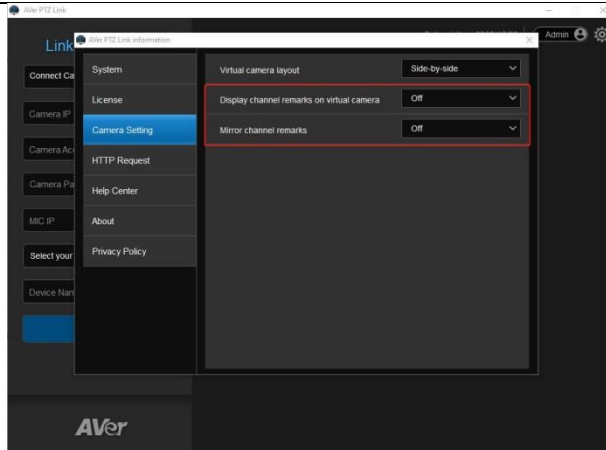 AVer PTZ Link
Link
Admin
AVer PTZ Link information
Connect Ca
Camera IP
Camera Acc
Camera Pa
MIC IP
Select your
Device Nam
System
License
Camera Setting
HTTP Request
Help Center
About
Privacy Policy
Virtual camera layout
Side-by-side
Display channel remarks on virtual camera
Off
Mirror channel remarks
Off
AVer